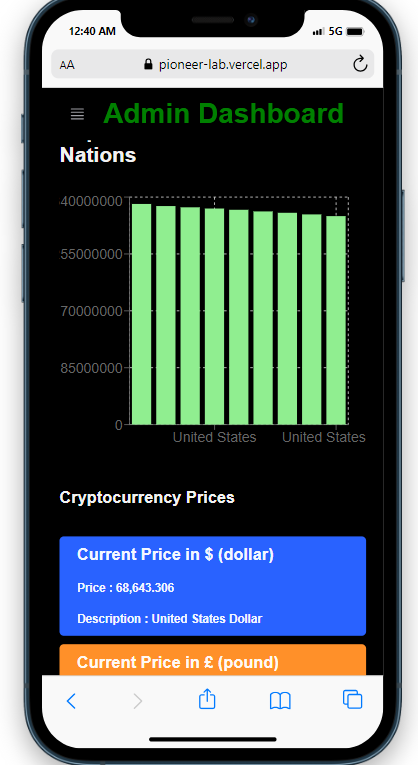 12:40 AM
5G
AA
pioneer-lab.vercel.app
Admin Dashboard
Nations
40000000
55000000
70000000
85000000
0
United States
United States
Cryptocurrency Prices
Current Price in $ (dollar)
Price : 68,643.306
Description : United States Dollar
Current Price in £ (pound)